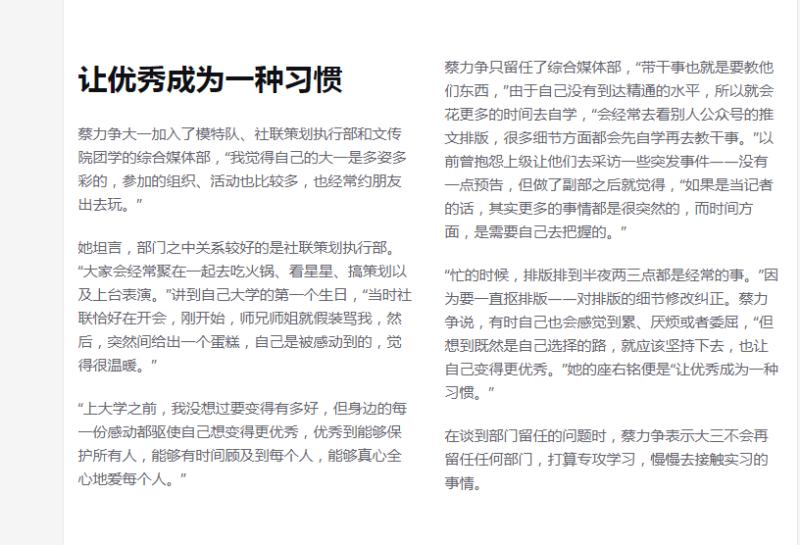 让优秀成为一种习惯
蔡力争大一加入了模特队、社联策划执行部和文传
院团学的综合媒体部，“我觉得自己的大一是多姿多
彩的，参加的组织、活动也比较多，也经常约朋友
出去玩。”
她坦言，部门之中关系较好的是社联策划执行部。
“大家会经常聚在一起去吃火锅、看星星、搞策划以
及上台表演。”讲到自己大学的第一个生日，“当时社
联恰好在开会，刚开始，师兄师姐就假装骂我，然
后，突然间给出一个蛋糕，自己是被感动到的，觉
得很温暖。”
“上大学之前，我没想过要变得有多好，但身边的每
一份感动都驱使自己想变得更优秀，优秀到能够保
护所有人，能够有时间顾及到每个人，能够真心全
心地爱每个人。”
蔡力争只留任了综合媒体部，“带干事也就是要教他
们东西，”由于自己没有到达精通的水平，所以就会
花更多的时间去自学，“会经常去看别人公众号的推
文排版，很多细节方面都会先自学再去教干事。”以
前曾抱怨上级让他们去采访一些突发事件——没有
一点预告，但做了副部之后就觉得，“如果是当记者
的话，其实更多的事情都是很突然的，而时间方
面，是需要自己去把握的。”
“忙的时候，排版排到半夜两三点都是经常的事。”因
为要一直抠排版——对排版的细节修改纠正。蔡力
争说，有时自己也会感觉到累、厌烦或者委屈，“但
想到既然是自己选择的路，就应该坚持下去，也让
自己变得更优秀。”她的座右铭便是“让优秀成为一种
习惯。”
在谈到部门留任的问题时，蔡力争表示大三不会再
留任任何部门，打算专攻学习，慢慢去接触实习的
事情。